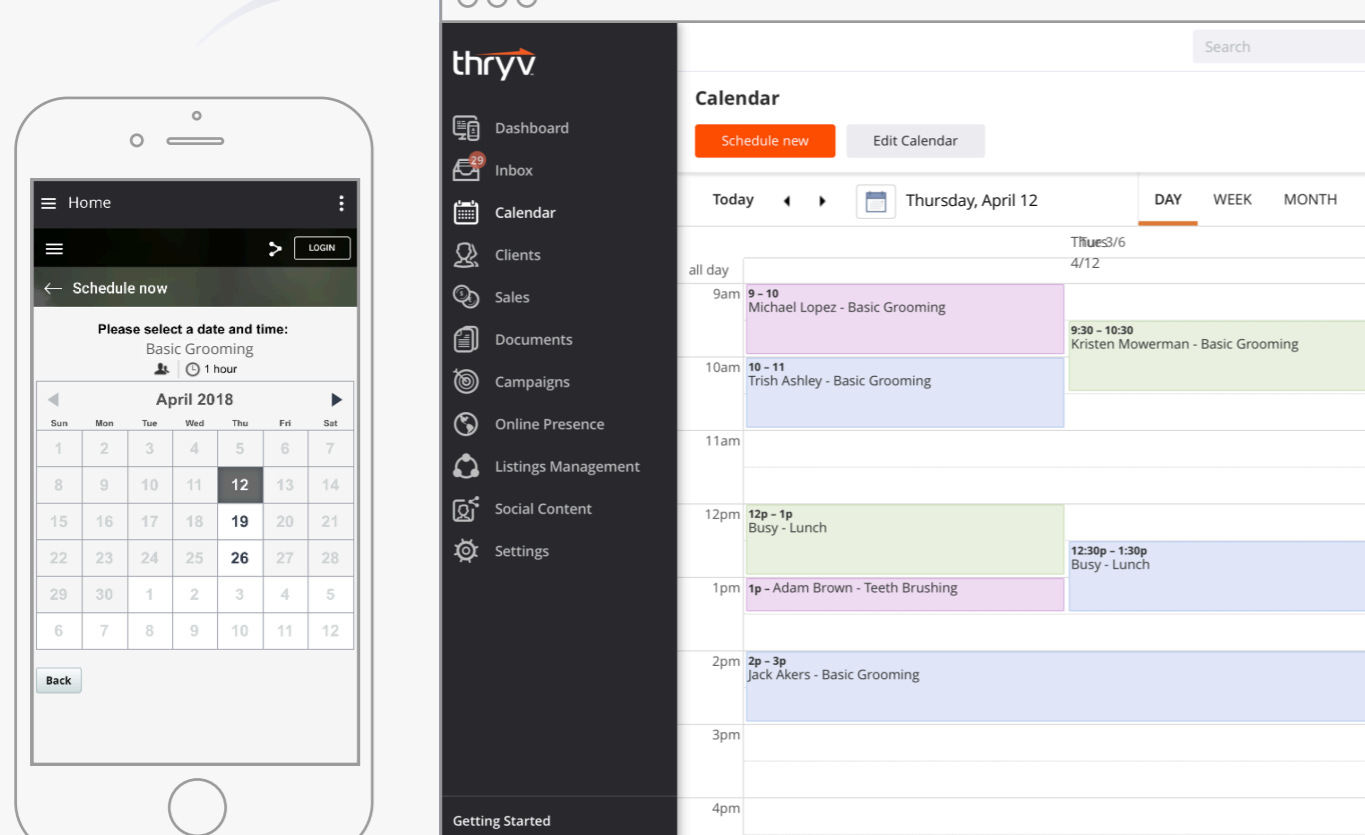 Home
LOGIN
Schedule now
Please select a date and time:
Basic Grooming
1 hour
April 2018
Sun Mon Tue Wed Thu Fri Sat
1 2 3 4 5 6 7
8 9 10 11 12 13 14
15 16 17 18 19 20 21
22 23 24 25 26 27 28
29 30 1 2 3 4 5
6 7 8 9 10 11 12
Back
thryv
Dashboard
29
Inbox
Calendar
Clients
Sales
Documents
Campaigns
Online Presence
Listings Management
Social Content
Settings
Getting Started
Search
Calendar
Schedule new Edit Calendar
Today Thursday, April 12 DAY WEEK MONTH
3/6
4/12
all day
9am 9 – 10
Michael Lopez - Basic Grooming
9:30 – 10:30
Kristen Mowerman - Basic Grooming
10am 10 – 11
Trish Ashley - Basic Grooming
11am
12pm 12p – 1p
Busy - Lunch
12:30p – 1:30p
Busy - Lunch
1pm 1p – Adam Brown - Teeth Brushing
2pm 2p – 3p
Jack Akers - Basic Grooming
3pm
4pm